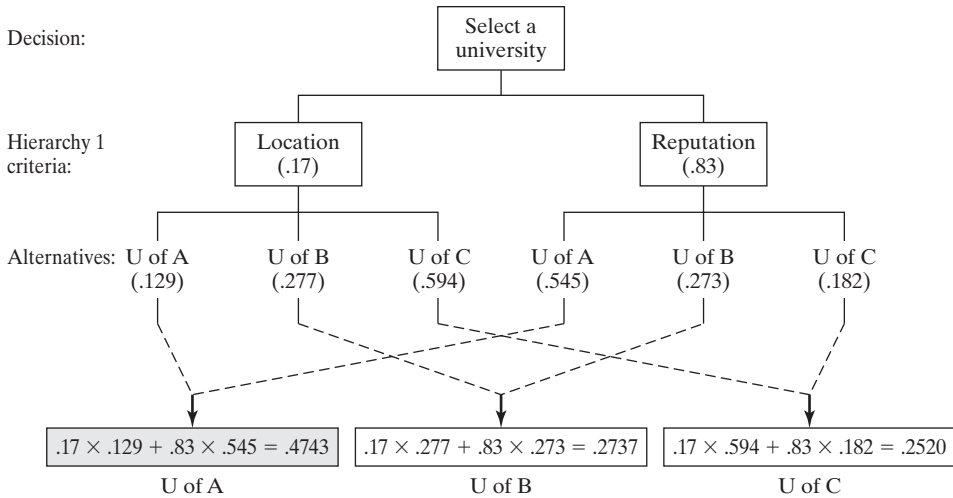 Decision:
Select a
university
Hierarchy 1
criteria:
Location
(.17)
Reputation
(.83)
Alternatives:
U of A
(.129)
U of B
(.277)
U of C
(.594)
U of A
(.545)
U of B
(.273)
U of C
(.182)
.17 × .129 + .83 × .545 = .4743
.17 × .277 + .83 × .273 = .2737
.17 × .594 + .83 × .182 = .2520
U of A
U of B
U of C